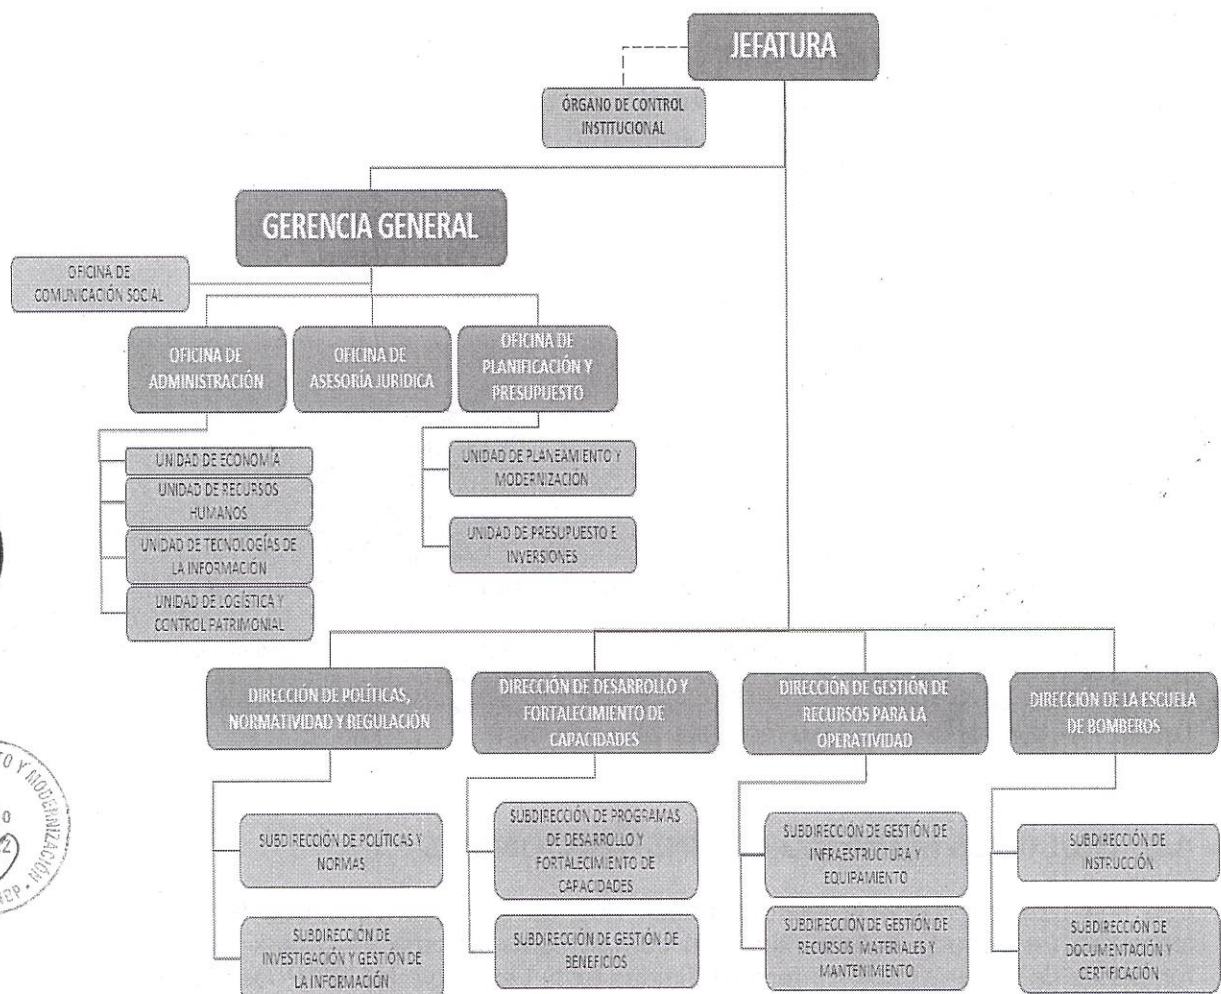 JEFATURA
ÓRGANO DE CONTROL
INSTITUCIONAL
GERENCIA GENERAL
OFICINA DE
COMUNICACIÓN SOCIAL
OFICINA DE
ADMINISTRACIÓN
OFICINA DE
ASESORÍA JURIDICA
OFICINA DE
PLANIFICACIÓN Y
PRESUPUESTO
UNIDAD DE ECONOMÍA
UNIDAD DE RECURSOS
HUMANOS
UNIDAD DE TECNOLOGÍAS DE
LA INFORMACIÓN
UNIDAD DE LOGÍSTICA Y
CONTROL PATRIMONIAL
UNIDAD DE PLANEAMIENTO Y
MODERNIZACIÓN
UNIDAD DE PRESUPUESTO E
INVERSIONES
DIRECCIÓN DE POLÍTICAS,
NORMATIVIDAD Y REGULACIÓN
SUBDIRECCIÓN DE POLÍTICAS Y
NORMAS
SUBDIRECCIÓN DE
INVESTIGACIÓN Y GESTIÓN DE
LA INFORMACIÓN
DIRECCIÓN DE DESARROLLO Y
FORTALECIMIENTO DE
CAPACIDADES
SUBDIRECCIÓN DE PROGRAMAS
DE DESARROLLO Y
FORTALECIMIENTO DE
CAPACIDADES
SUBDIRECCIÓN DE GESTIÓN DE
BENEFICIOS
DIRECCIÓN DE GESTIÓN DE
RECURSOS PARA LA
OPERATIVIDAD
SUBDIRECCIÓN DE GESTIÓN DE
INFRAESTRUCTURA Y
EQUIPAMIENTO
SUBDIRECCIÓN DE GESTIÓN DE
RECURSOS MATERIALES Y
MANTENIMIENTO
DIRECCIÓN DE LA ESCUELA
DE BOMBEROS
SUBDIRECCIÓN DE
INSTRUCCIÓN
SUBDIRECCIÓN DE
DOCUMENTACIÓN Y
CERTIFICACIÓN
Y MODERNIZACIÓN